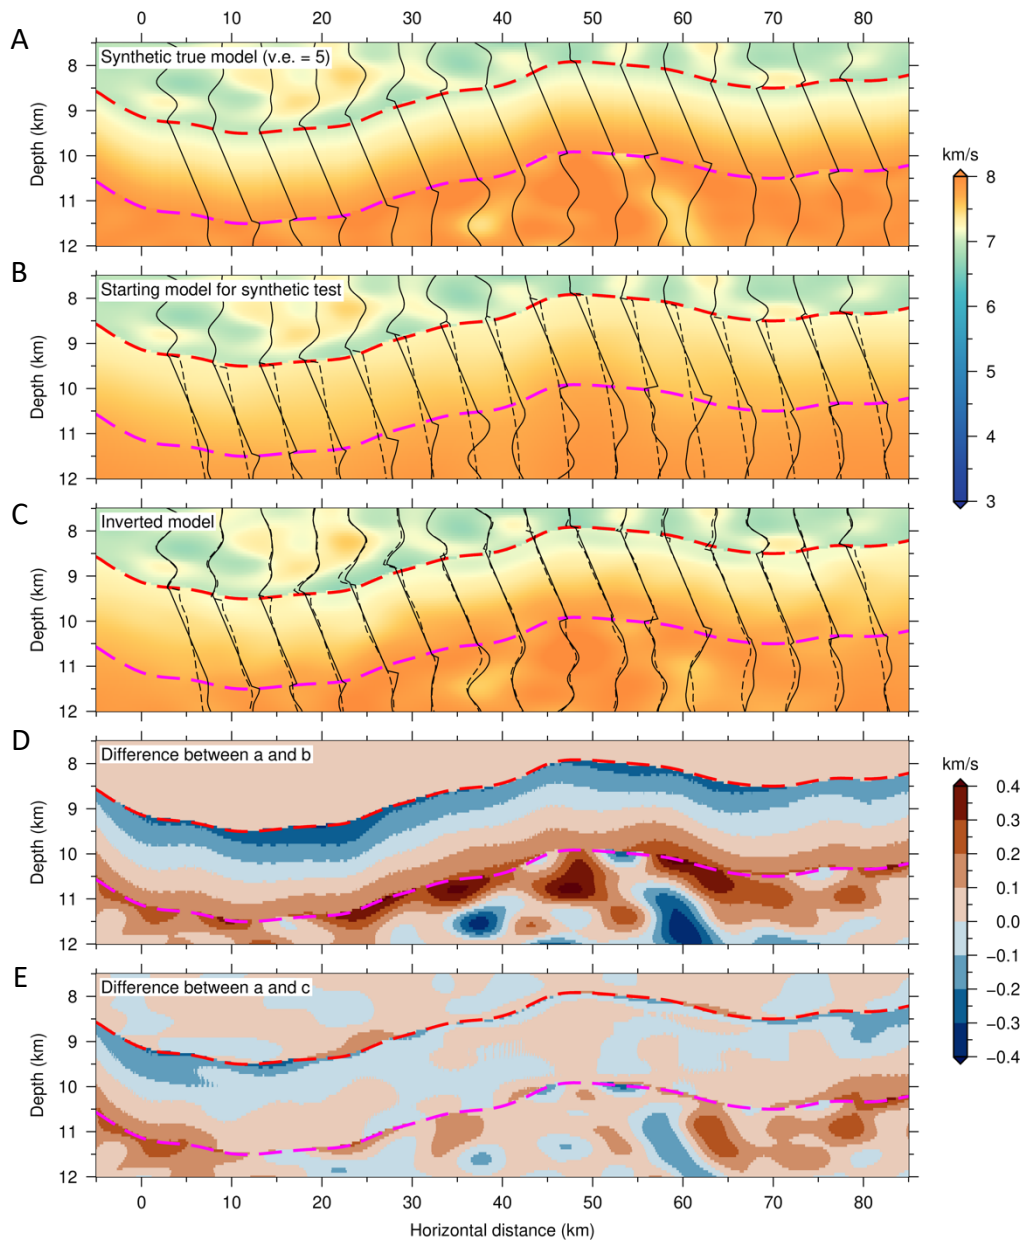 0 10 20 30 40 50 60 70 80
A
Synthetic true model (v.e. = 5)
8
9
10
11
12
Depth (km)
km/s
8
7
6
5
4
3
B
Starting model for synthetic test
8
9
10
11
12
Depth (km)
C
Inverted model
8
9
10
11
12
Depth (km)
D
Difference between a and b
8
9
10
11
12
Depth (km)
km/s
0.4
0.3
0.2
0.1
0.0
−0.1
−0.2
−0.3
−0.4
E
Difference between a and c
8
9
10
11
12
Depth (km)
0 10 20 30 40 50 60 70 80
Horizontal distance (km)